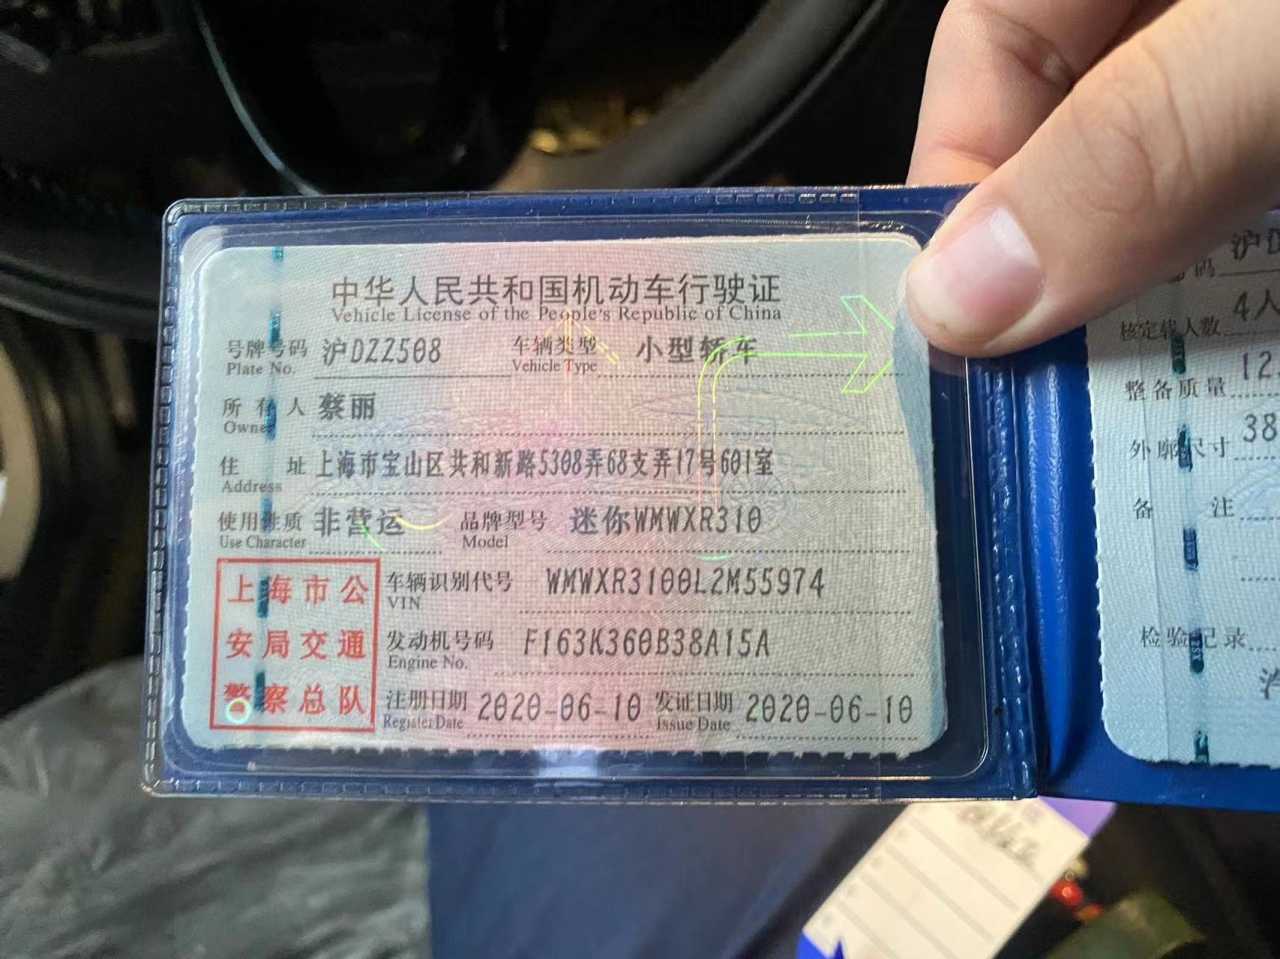 中华人民共和国机动车行驶证
Vehicle License of the People's Republic of China
号牌号码 沪DZZ508 车辆类型 小型轿车
Plate No. Vehicle Type
所有人 蔡丽
Owner
住址 上海市宝山区共和新路5308弄68支弄17号601室
Address
使用性质 非营运 品牌型号 迷你WMWXR310
Use Character Model
上海市公
安局交通
警察总队
车辆识别代号 WMWXR3100L2M55974
VIN
发动机号码 F163K360B38A15A
Engine No.
注册日期 2020-06-10 发证日期 2020-06-10
Register Date Issue Date
号码 沪D
核定载人数 4人
整备质量 12
外廓尺寸 38
备注
检验记录